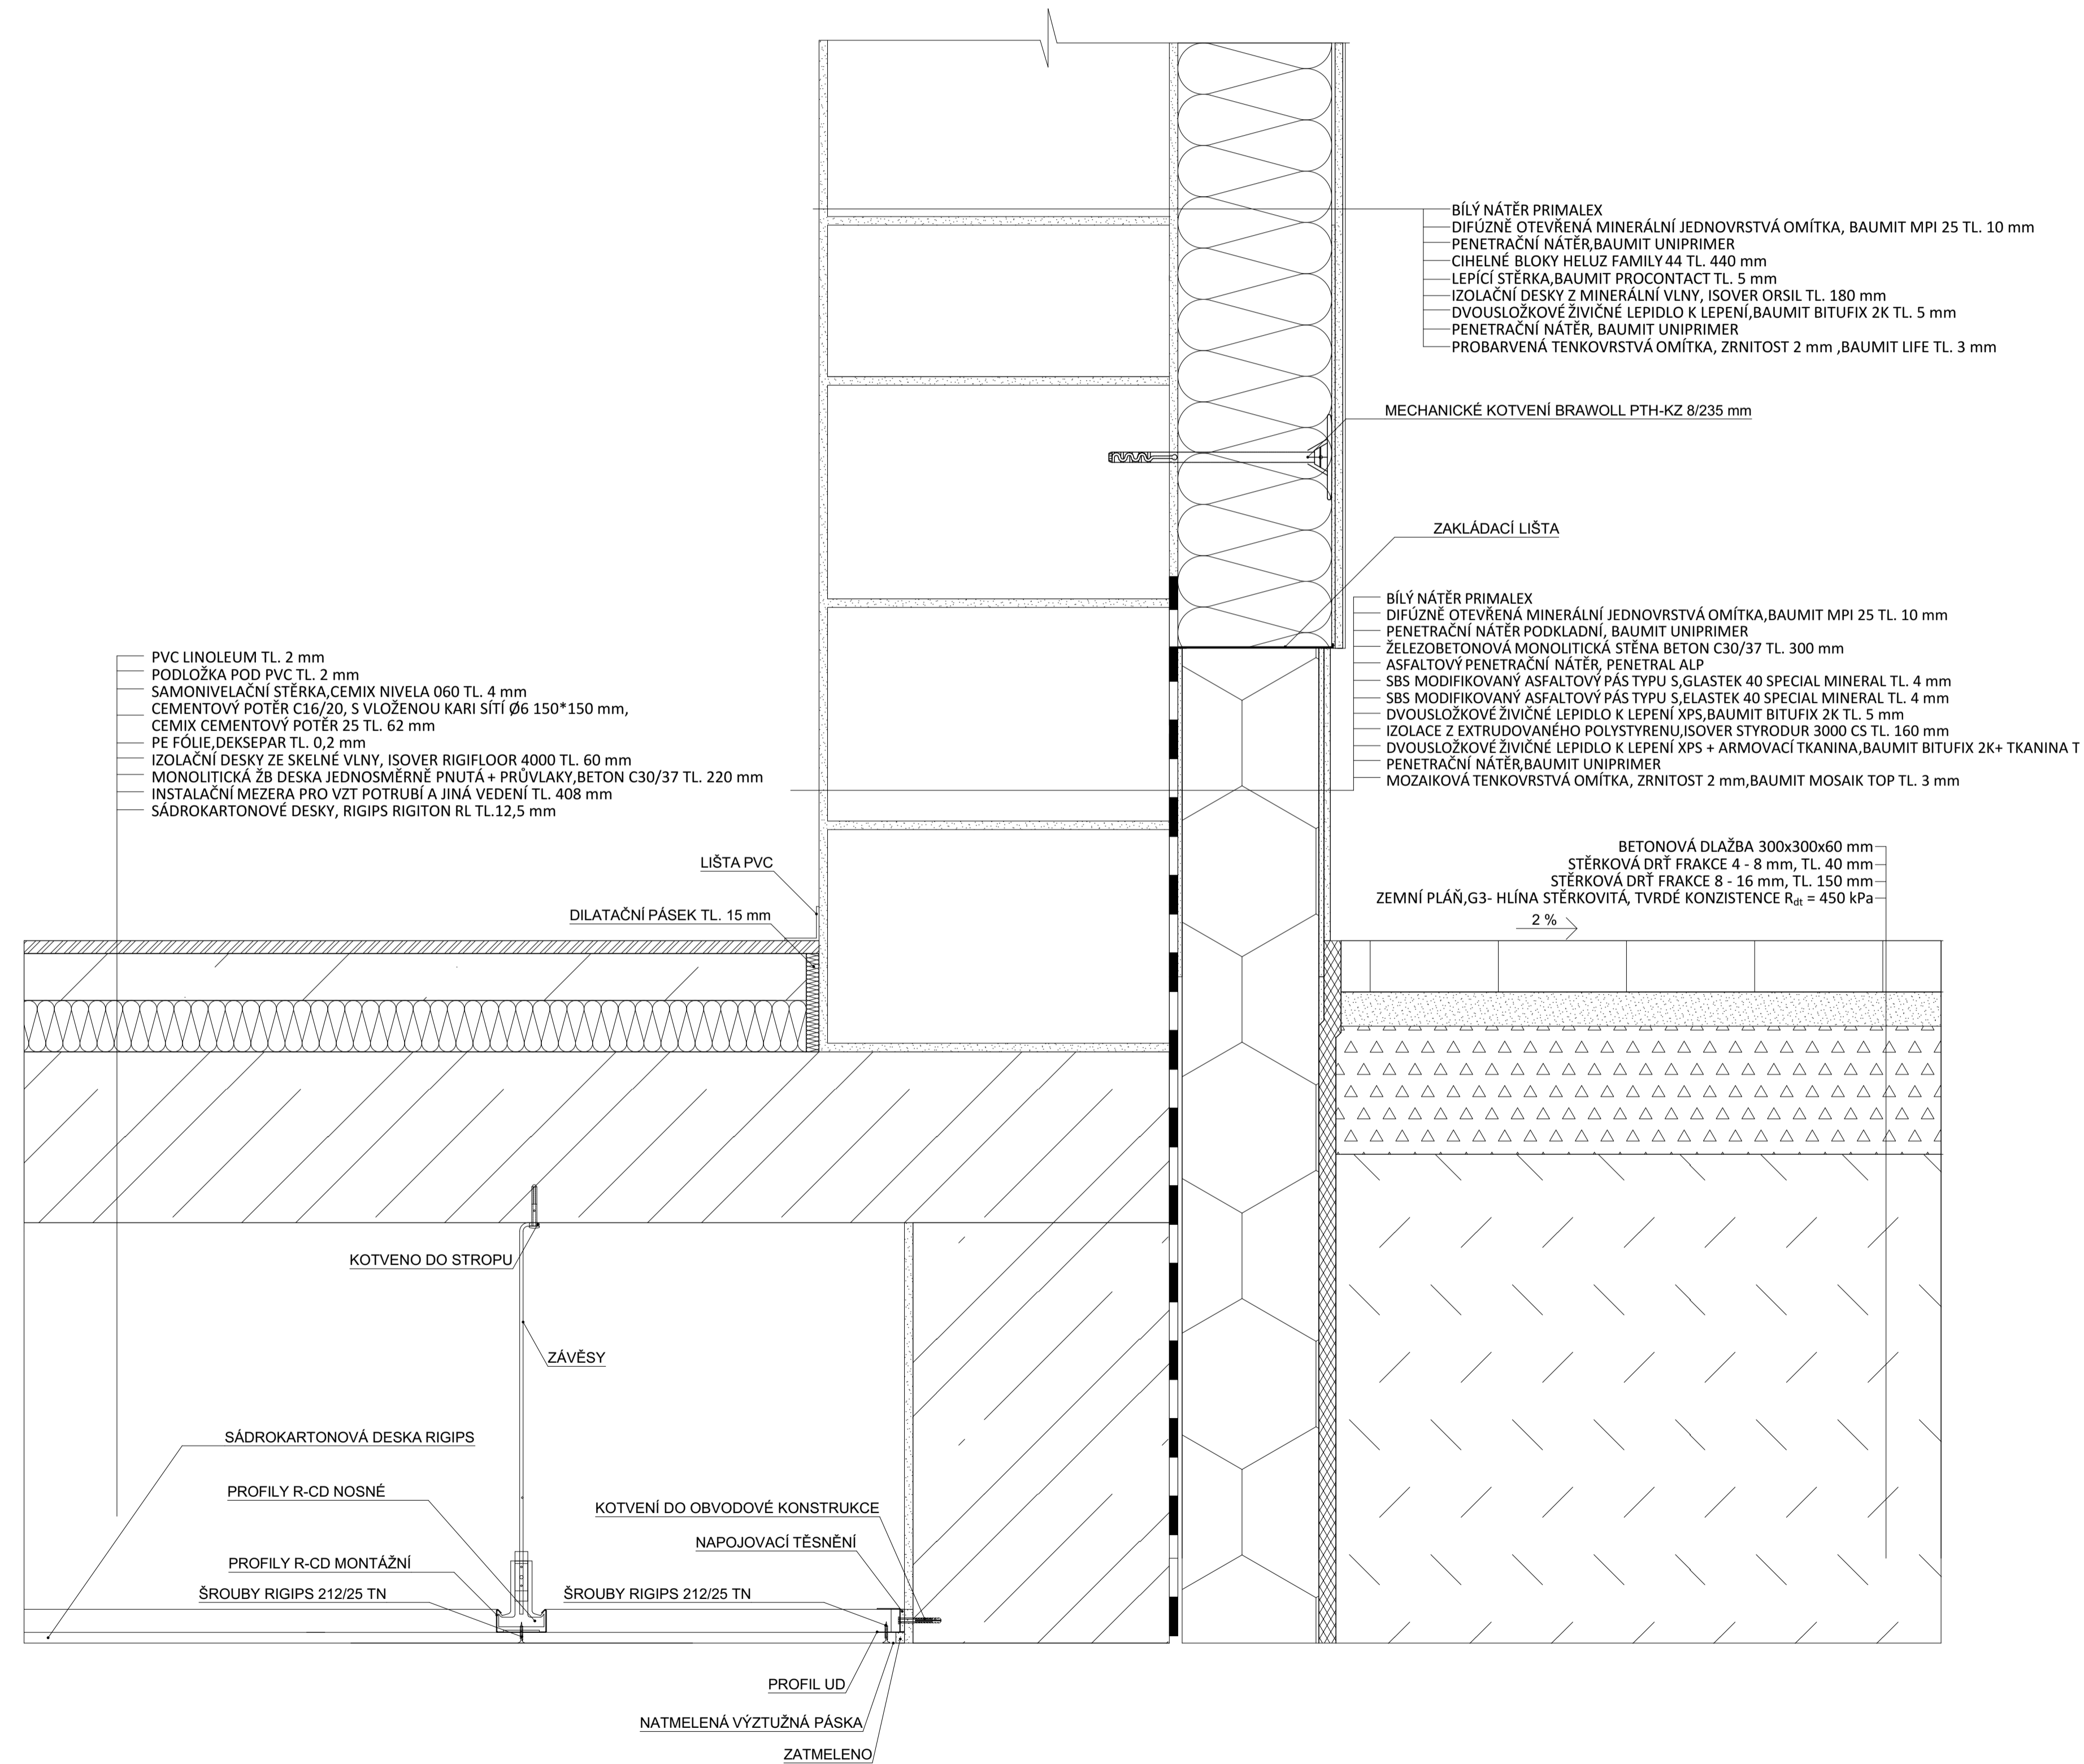 BÍLÝ NÁTĚR PRIMALEX
DIFÚZNĚ OTEVŘENÁ MINERÁLNÍ JEDNOVRSTVÁ OMÍTKA, BAUMIT MPI 25 TL. 10 mm
PENETRAČNÍ NÁTĚR,BAUMIT UNIPRIMER
CIHELNÉ BLOKY HELUZ FAMILY 44 TL. 440 mm
LEPÍCÍ STĚRKA,BAUMIT PROCONTACT TL. 5 mm
IZOLAČNÍ DESKY Z MINERÁLNÍ VLNY, ISOVER ORSIL TL. 180 mm
DVOUSLOŽKOVÉ ŽIVIČNÉ LEPIDLO K LEPENÍ,BAUMIT BITUFIX 2K TL. 5 mm
PENETRAČNÍ NÁTĚR, BAUMIT UNIPRIMER
PROBARVENÁ TENKOVRSTVÁ OMÍTKA, ZRNITOST 2 mm ,BAUMIT LIFE TL. 3 mm
MECHANICKÉ KOTVENÍ BRAWOLL PTH-KZ 8/235 mm
ZAKLÁDACÍ LIŠTA
BÍLÝ NÁTĚR PRIMALEX
DIFÚZNĚ OTEVŘENÁ MINERÁLNÍ JEDNOVRSTVÁ OMÍTKA,BAUMIT MPI 25 TL. 10 mm
PENETRAČNÍ NÁTĚR PODKLADNÍ, BAUMIT UNIPRIMER
ŽELEZOBETONOVÁ MONOLITICKÁ STĚNA BETON C30/37 TL. 300 mm
ASFALTOVÝ PENETRAČNÍ NÁTĚR, PENETRAL ALP
SBS MODIFIKOVANÝ ASFALTOVÝ PÁS TYPU S,GLASTEK 40 SPECIAL MINERAL TL. 4 mm
SBS MODIFIKOVANÝ ASFALTOVÝ PÁS TYPU S,ELASTEK 40 SPECIAL MINERAL TL. 4 mm
DVOUSLOŽKOVÉ ŽIVIČNÉ LEPIDLO K LEPENÍ XPS,BAUMIT BITUFIX 2K TL. 5 mm
IZOLACE Z EXTRUDOVANÉHO POLYSTYRENU,ISOVER STYRODUR 3000 CS TL. 160 mm
DVOUSLOŽKOVÉ ŽIVIČNÉ LEPIDLO K LEPENÍ XPS + ARMOVACÍ TKANINA,BAUMIT BITUFIX 2K+ TKANINA T
PENETRAČNÍ NÁTĚR,BAUMIT UNIPRIMER
MOZAIKOVÁ TENKOVRSTVÁ OMÍTKA, ZRNITOST 2 mm,BAUMIT MOSAIK TOP TL. 3 mm
PVC LINOLEUM TL. 2 mm
PODLOŽKA POD PVC TL. 2 mm
SAMONIVELAČNÍ STĚRKA,CEMIX NIVELA 060 TL. 4 mm
CEMENTOVÝ POTĚR C16/20, S VLOŽENOU KARI SÍTÍ Ø6 150*150 mm,
CEMIX CEMENTOVÝ POTĚR 25 TL. 62 mm
PE FÓLIE,DEKSEPAR TL. 0,2 mm
IZOLAČNÍ DESKY ZE SKELNÉ VLNY, ISOVER RIGIFLOOR 4000 TL. 60 mm
MONOLITICKÁ ŽB DESKA JEDNOSMĚRNĚ PNUTÁ + PRŮVLAKY,BETON C30/37 TL. 220 mm
INSTALAČNÍ MEZERA PRO VZT POTRUBÍ A JINÁ VEDENÍ TL. 408 mm
SÁDROKARTONOVÉ DESKY, RIGIPS RIGITON RL TL.12,5 mm
LIŠTA PVC
DILATAČNÍ PÁSEK TL. 15 mm
BETONOVÁ DLAŽBA 300x300x60 mm
STĚRKOVÁ DRŤ FRAKCE 4 - 8 mm, TL. 40 mm
STĚRKOVÁ DRŤ FRAKCE 8 - 16 mm, TL. 150 mm
ZEMNÍ PLÁŇ,G3- HLÍNA STĚRKOVITÁ, TVRDÉ KONZISTENCE Rdt = 450 kPa
2 %
KOTVENO DO STROPU
ZÁVĚSY
SÁDROKARTONOVÁ DESKA RIGIPS
PROFILY R-CD NOSNÉ
KOTVENÍ DO OBVODOVÉ KONSTRUKCE
NAPOJOVACÍ TĚSNĚNÍ
PROFILY R-CD MONTÁŽNÍ
ŠROUBY RIGIPS 212/25 TN
ŠROUBY RIGIPS 212/25 TN
PROFIL UD
NATMELENÁ VÝZTUŽNÁ PÁSKA
ZATMELENO